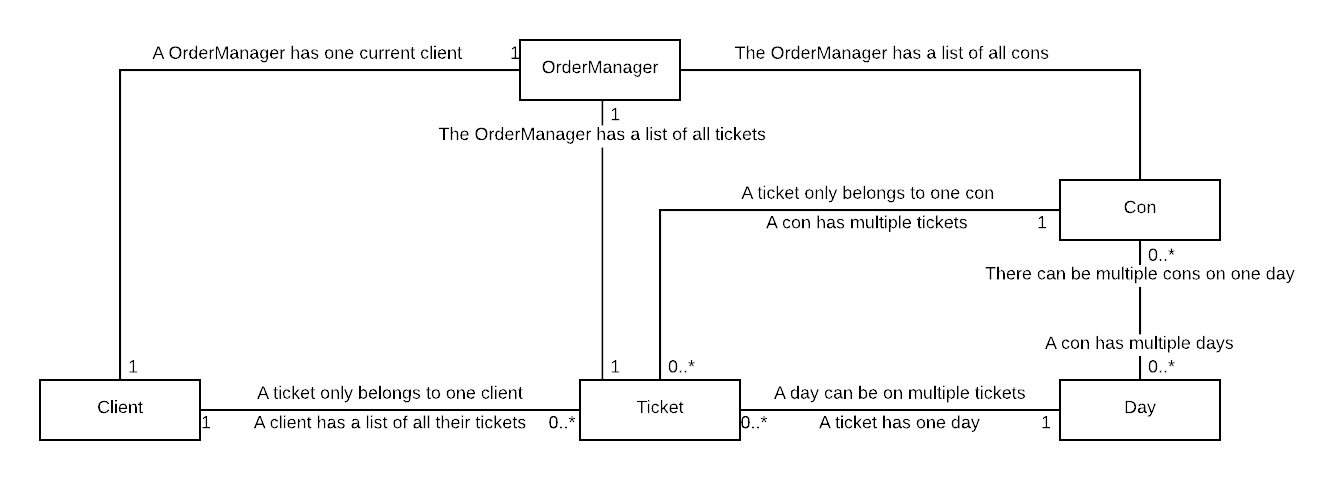 A OrderManager has one current client
1
OrderManager
The OrderManager has a list of all cons
1
The OrderManager has a list of all tickets
A ticket only belongs to one con
A con has multiple tickets
1
Con
0..*
There can be multiple cons on one day
A con has multiple days
1
1
0..*
0..*
Client
A ticket only belongs to one client
A client has a list of all their tickets
1
0..*
Ticket
A day can be on multiple tickets
A ticket has one day
0..*
1
Day